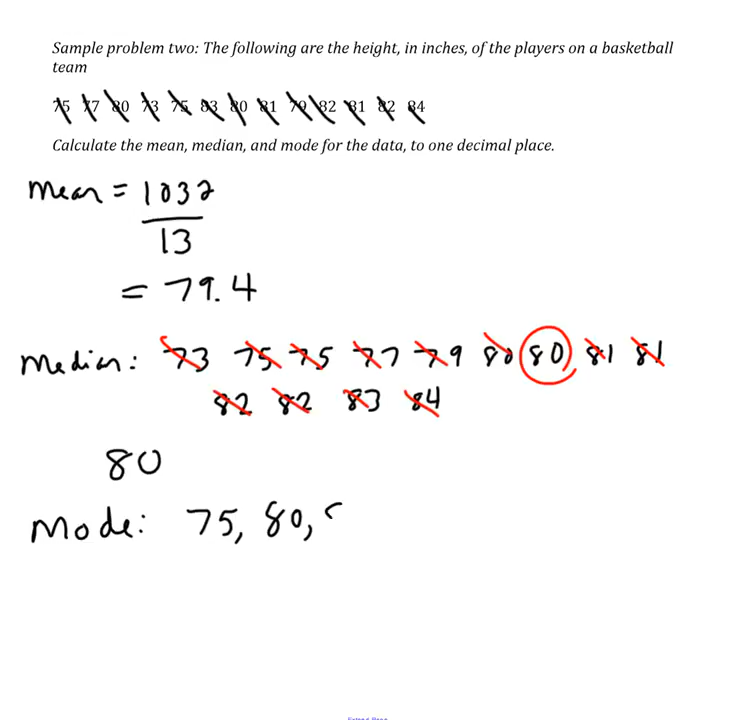 Sample problem two: The following are the height, in inches, of the players on a basketball
team
75 77 80 73 75 83 80 81 79 82 81 82 84
Calculate the mean, median, and mode for the data, to one decimal place.
Mean = 1032
13
= 79.4
Median: 73 75 75 77 79 80 80 81 81
82 82 83 84
80
Mode: 75, 80,